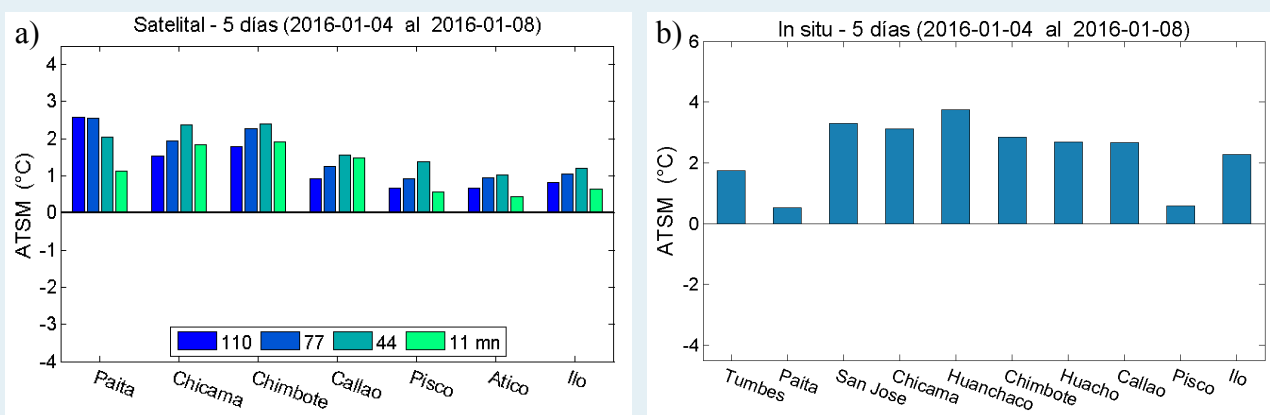 a)
Satelital - 5 días (2016-01-04 al 2016-01-08)
ATSM (°C)
4
3
2
1
0
-1
-2
-3
-4
110
77
44
11 mn
Paita
Chicama
Chimbote
Callao
Pisco
Atico
Ilo
b)
In situ - 5 días (2016-01-04 al 2016-01-08)
ATSM (°C)
6
4
2
0
-2
-4
Tumbes
Paita
San Jose
Chicama
Huanchaco
Chimbote
Huacho
Callao
Pisco
Ilo